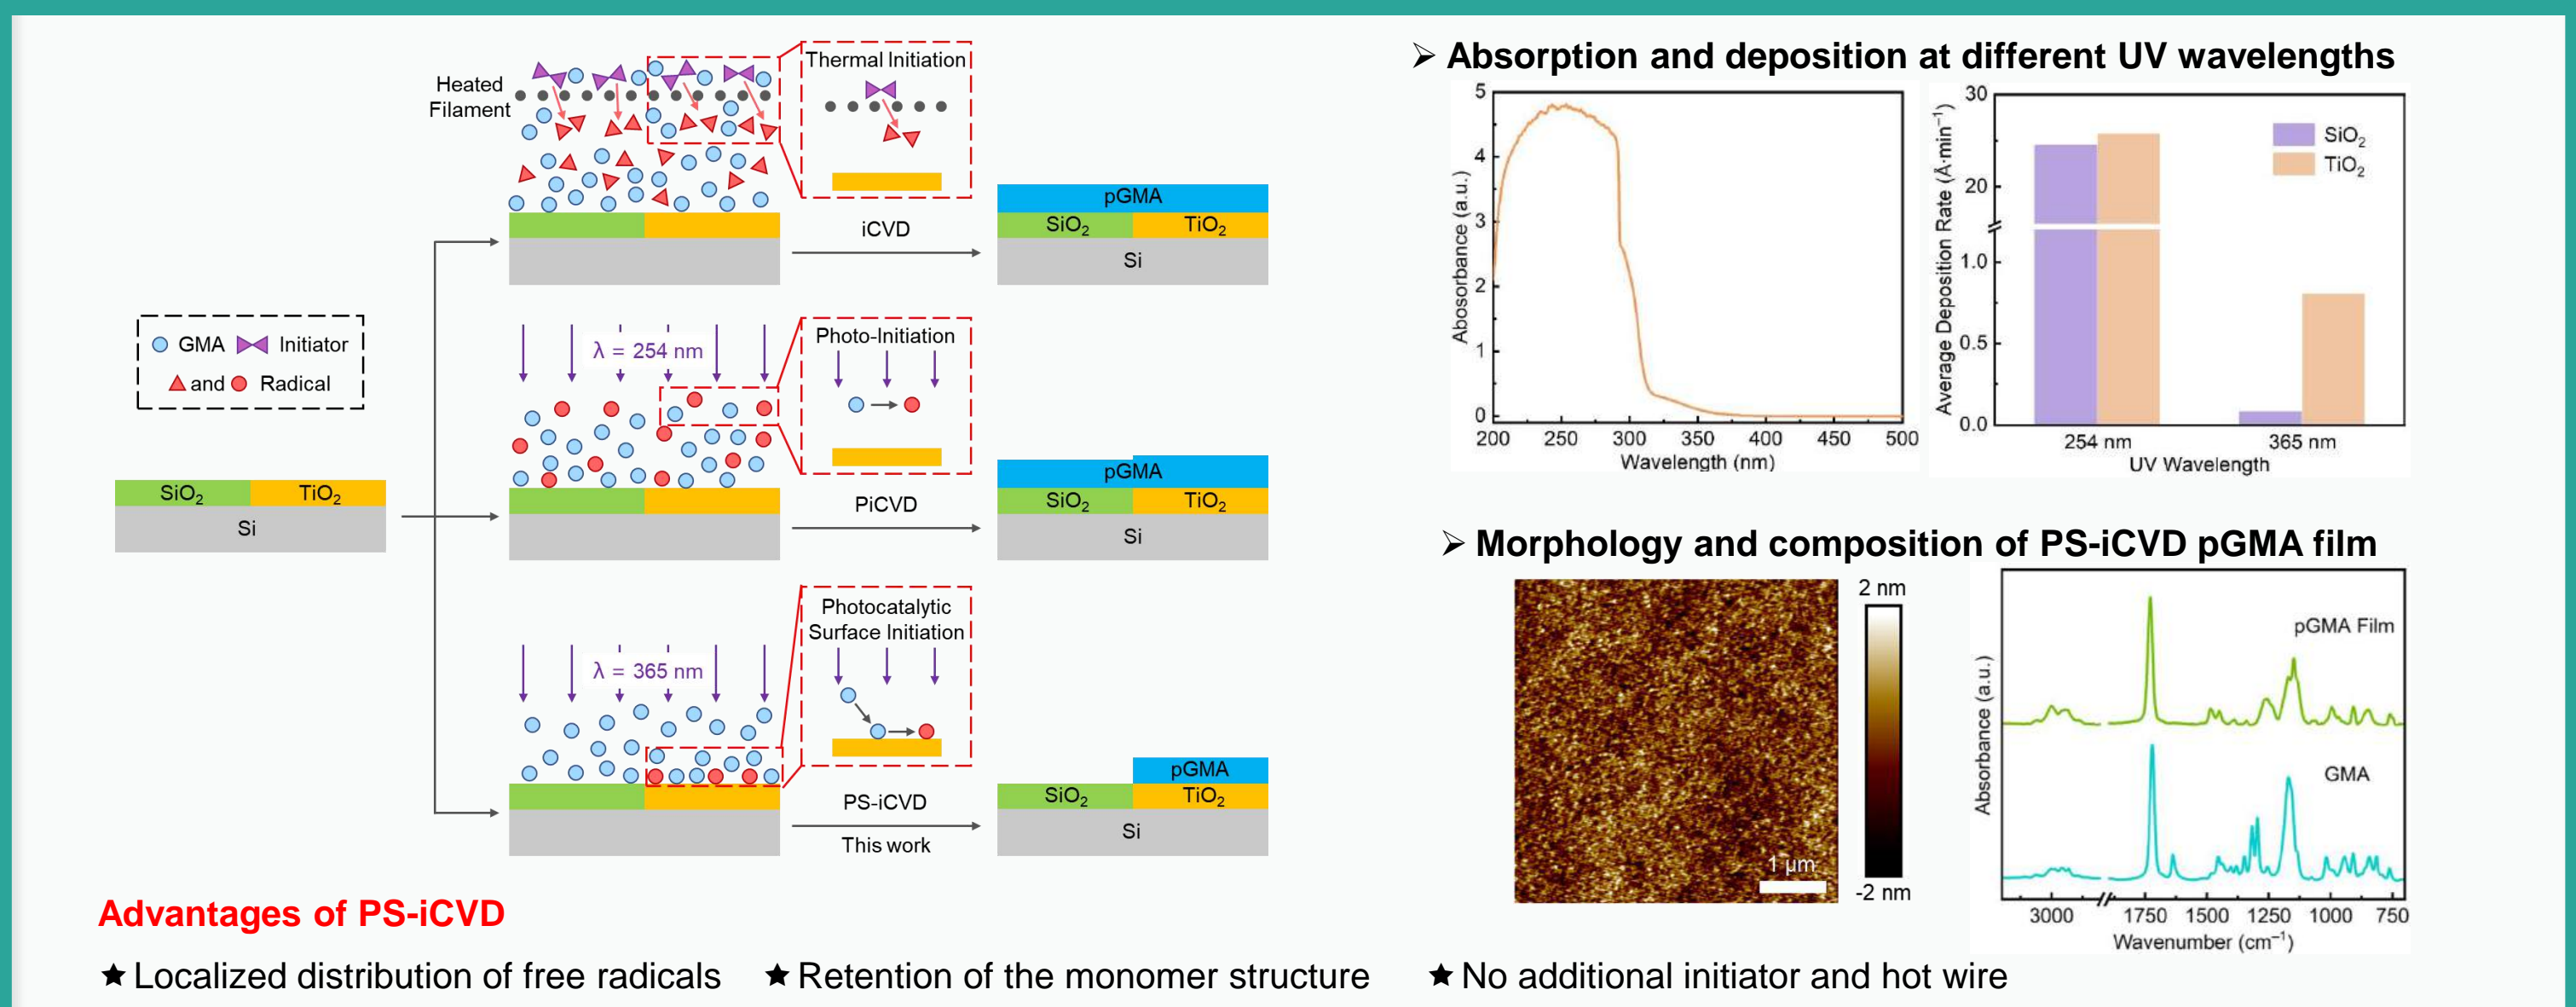 Heated
Filament
Thermal Initiation
iCVD
pGMA
SiO₂ TiO₂
Si
GMA Initiator
and Radical
λ = 254 nm
Photo-Initiation
PiCVD
pGMA
SiO₂ TiO₂
Si
SiO₂ TiO₂
Si
λ = 365 nm
Photocatalytic
Surface Initiation
PS-iCVD
This work
pGMA
SiO₂ TiO₂
Si
➢ Absorption and deposition at different UV wavelengths
Abosorbance (a.u.)
5
4
3
2
1
0
200 250 300 350 400 450 500
Wavelength (nm)
Average Deposition Rate (Å·min⁻¹)
30
20
1.0
0.5
0.0
SiO₂
TiO₂
254 nm 365 nm
UV Wavelength
➢ Morphology and composition of PS-iCVD pGMA film
2 nm
-2 nm
1 μm
Absorbance (a.u.)
pGMA Film
GMA
3000 1750 1500 1250 1000 750
Wavenumber (cm⁻¹)
Advantages of PS-iCVD
★ Localized distribution of free radicals ★ Retention of the monomer structure ★ No additional initiator and hot wire